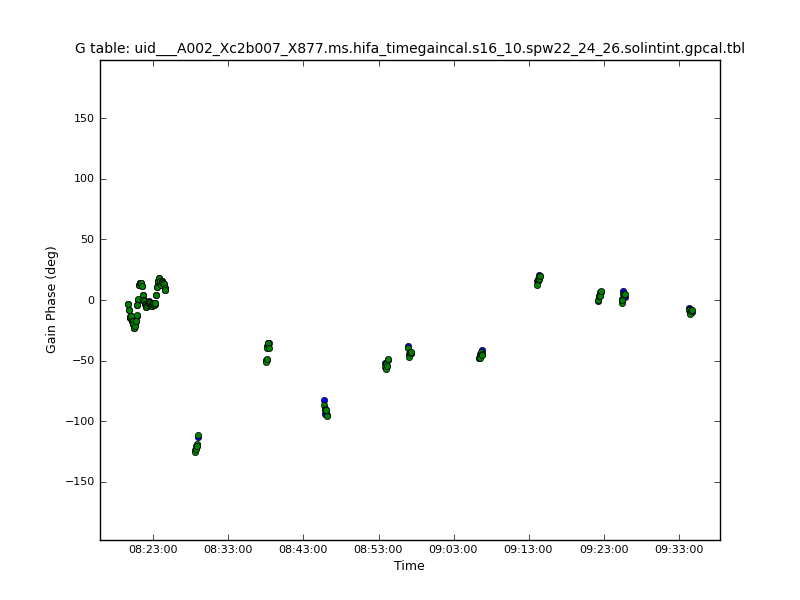 G table: uid___A002_Xc2b007_X877.ms.hifa_timegaincal.s16_10.spw22_24_26.solintint.gpcal.tbl
Gain Phase (deg)
150
100
50
0
−50
−100
−150
08:23:00 08:33:00 08:43:00 08:53:00 09:03:00 09:13:00 09:23:00 09:33:00
Time